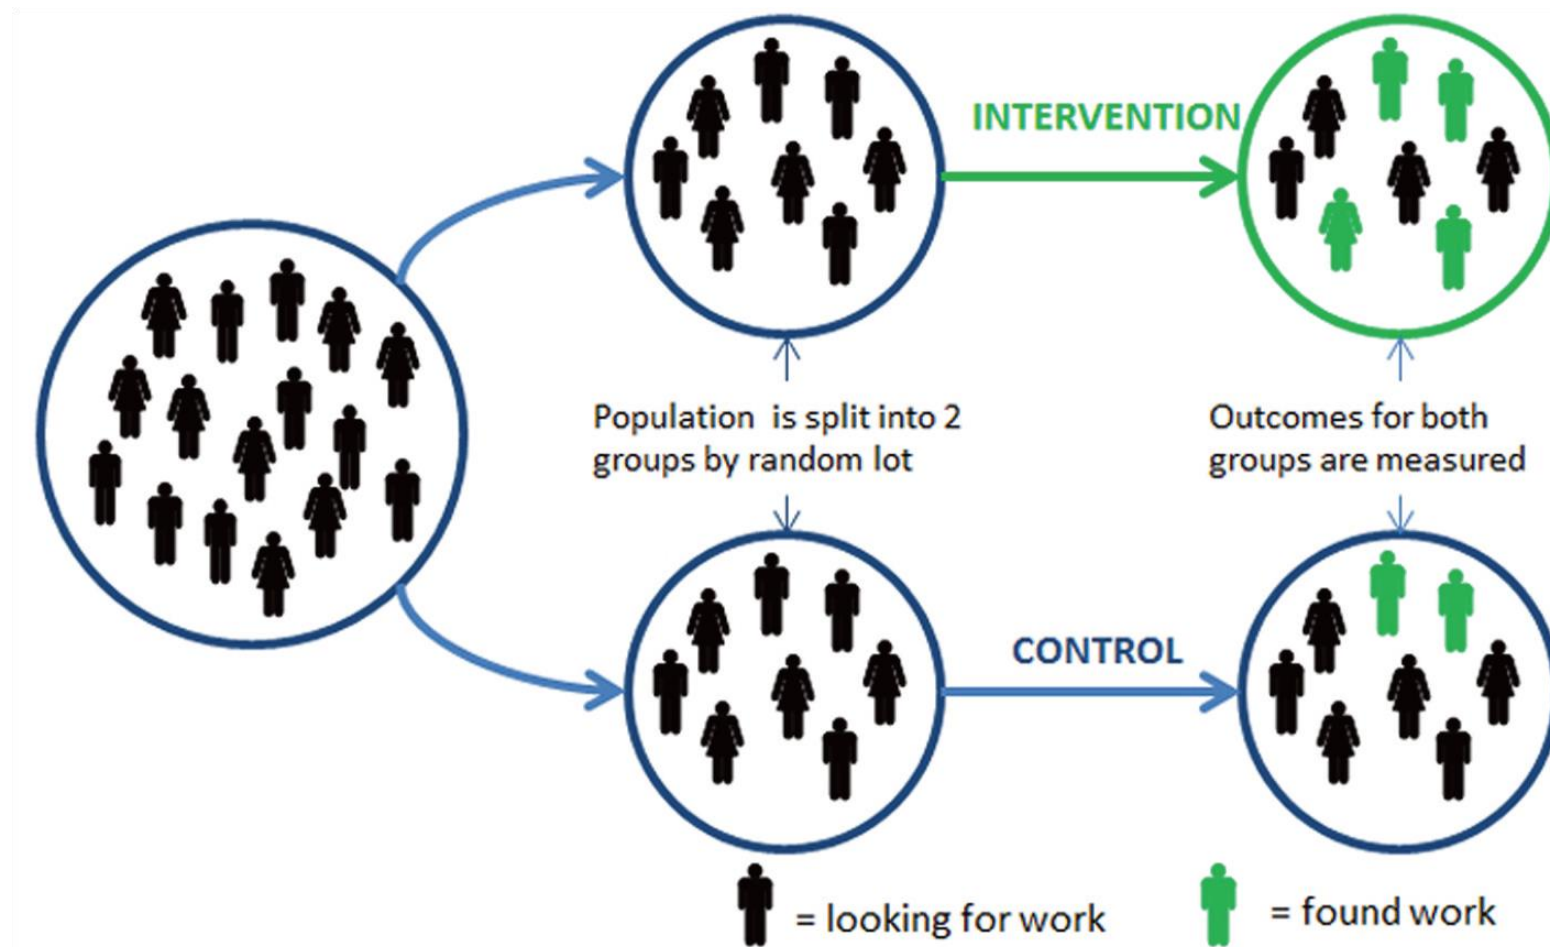 INTERVENTION
Population  is split into 2
groups by random lot
Outcomes for both
groups are measured
CONTROL
= looking for work
= found work